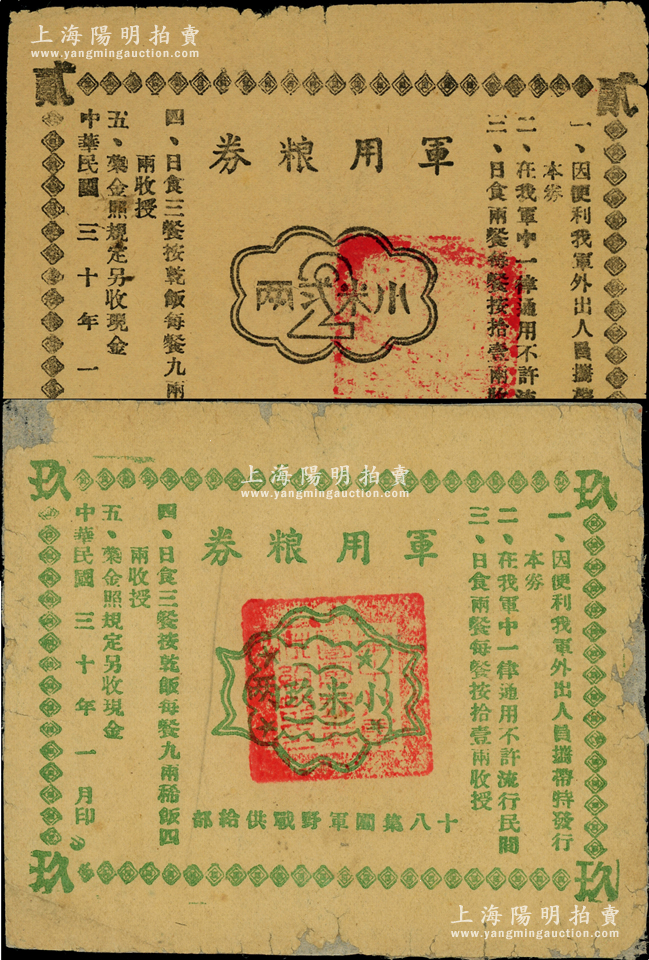 上海陽明拍賣
www.yangmingauction.com
貳 貳
軍用粮券
一、因便利我軍外出人員攜帶
本券
二、在我軍中一律通用不許流
三、日食兩餐每餐按拾壹兩收
小米貳兩
2
四、日食三餐按乾飯每餐九兩
兩收授
五、菜金照規定另收現金
中華民國三十年一
上海陽明拍賣
www.yangmingauction.com
玖 玖
軍用粮券
一、因便利我軍外出人員攜帶特發行
本券
二、在我軍中一律通用不許流行民間
三、日食兩餐每餐按拾壹兩收授
小米玖兩
四、日食三餐按乾飯每餐九兩稀飯四
兩收授
五、菜金照規定另收現金
中華民國三十年一月印
十八集團軍野戰供給部
玖 玖
上海陽明拍賣
www.yangmingauction.com